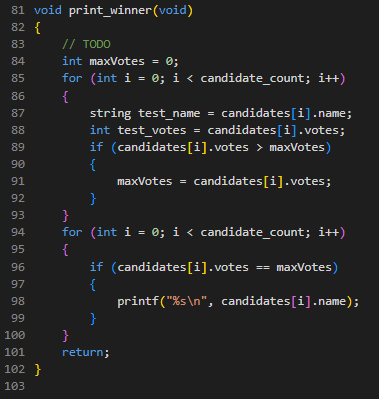 81 void print_winner(void)
82 {
83     // TODO
84     int maxVotes = 0;
85     for (int i = 0; i < candidate_count; i++)
86     {
87         string test_name = candidates[i].name;
88         int test_votes = candidates[i].votes;
89         if (candidates[i].votes > maxVotes)
90         {
91             maxVotes = candidates[i].votes;
92         }
93     }
94     for (int i = 0; i < candidate_count; i++)
95     {
96         if (candidates[i].votes == maxVotes)
97         {
98             printf("%s\n", candidates[i].name);
99         }
100     }
101     return;
102 }
103